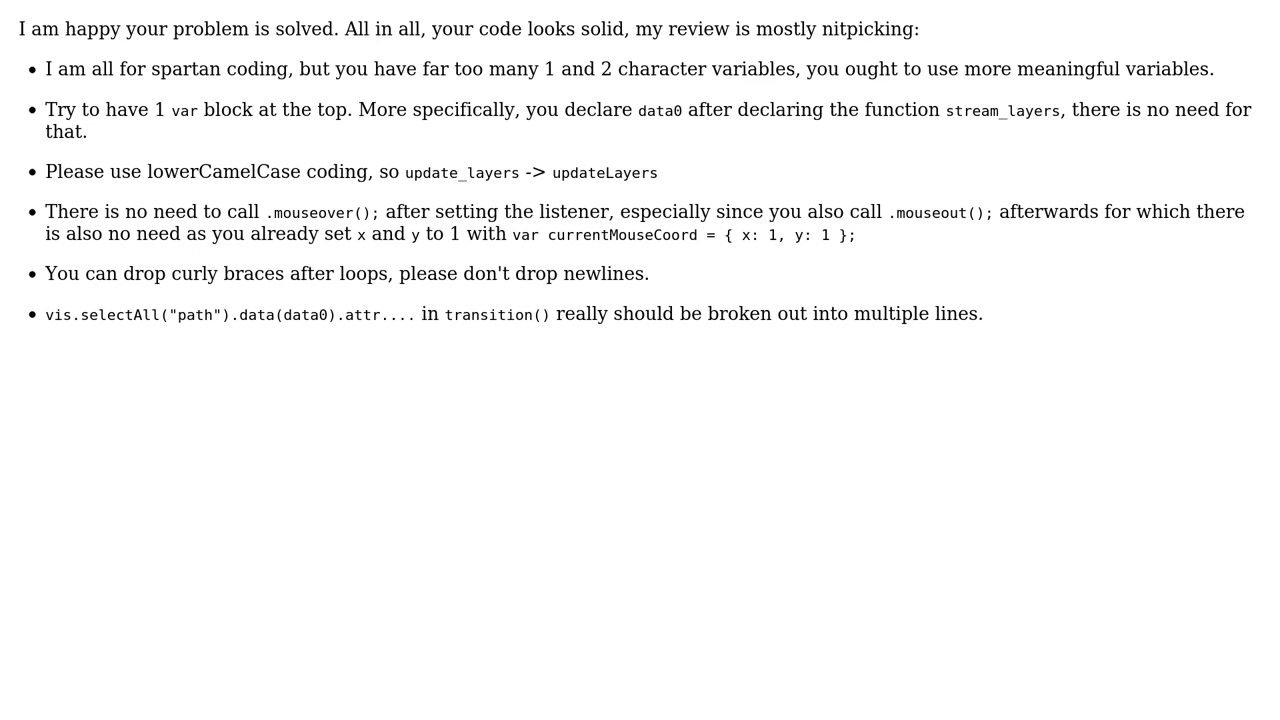 I am happy your problem is solved. All in all, your code looks solid, my review is mostly nitpicking:
• I am all for spartan coding, but you have far too many 1 and 2 character variables, you ought to use more meaningful variables.
• Try to have 1 var block at the top. More specifically, you declare data0 after declaring the function stream_layers, there is no need for
that.
• Please use lowerCamelCase coding, so update_layers -> updateLayers
• There is no need to call .mouseover(); after setting the listener, especially since you also call .mouseout(); afterwards for which there
is also no need as you already set x and y to 1 with var currentMouseCoord = { x: 1, y: 1 };
• You can drop curly braces after loops, please don't drop newlines.
• vis.selectAll("path").data(data0).attr.... in transition() really should be broken out into multiple lines.